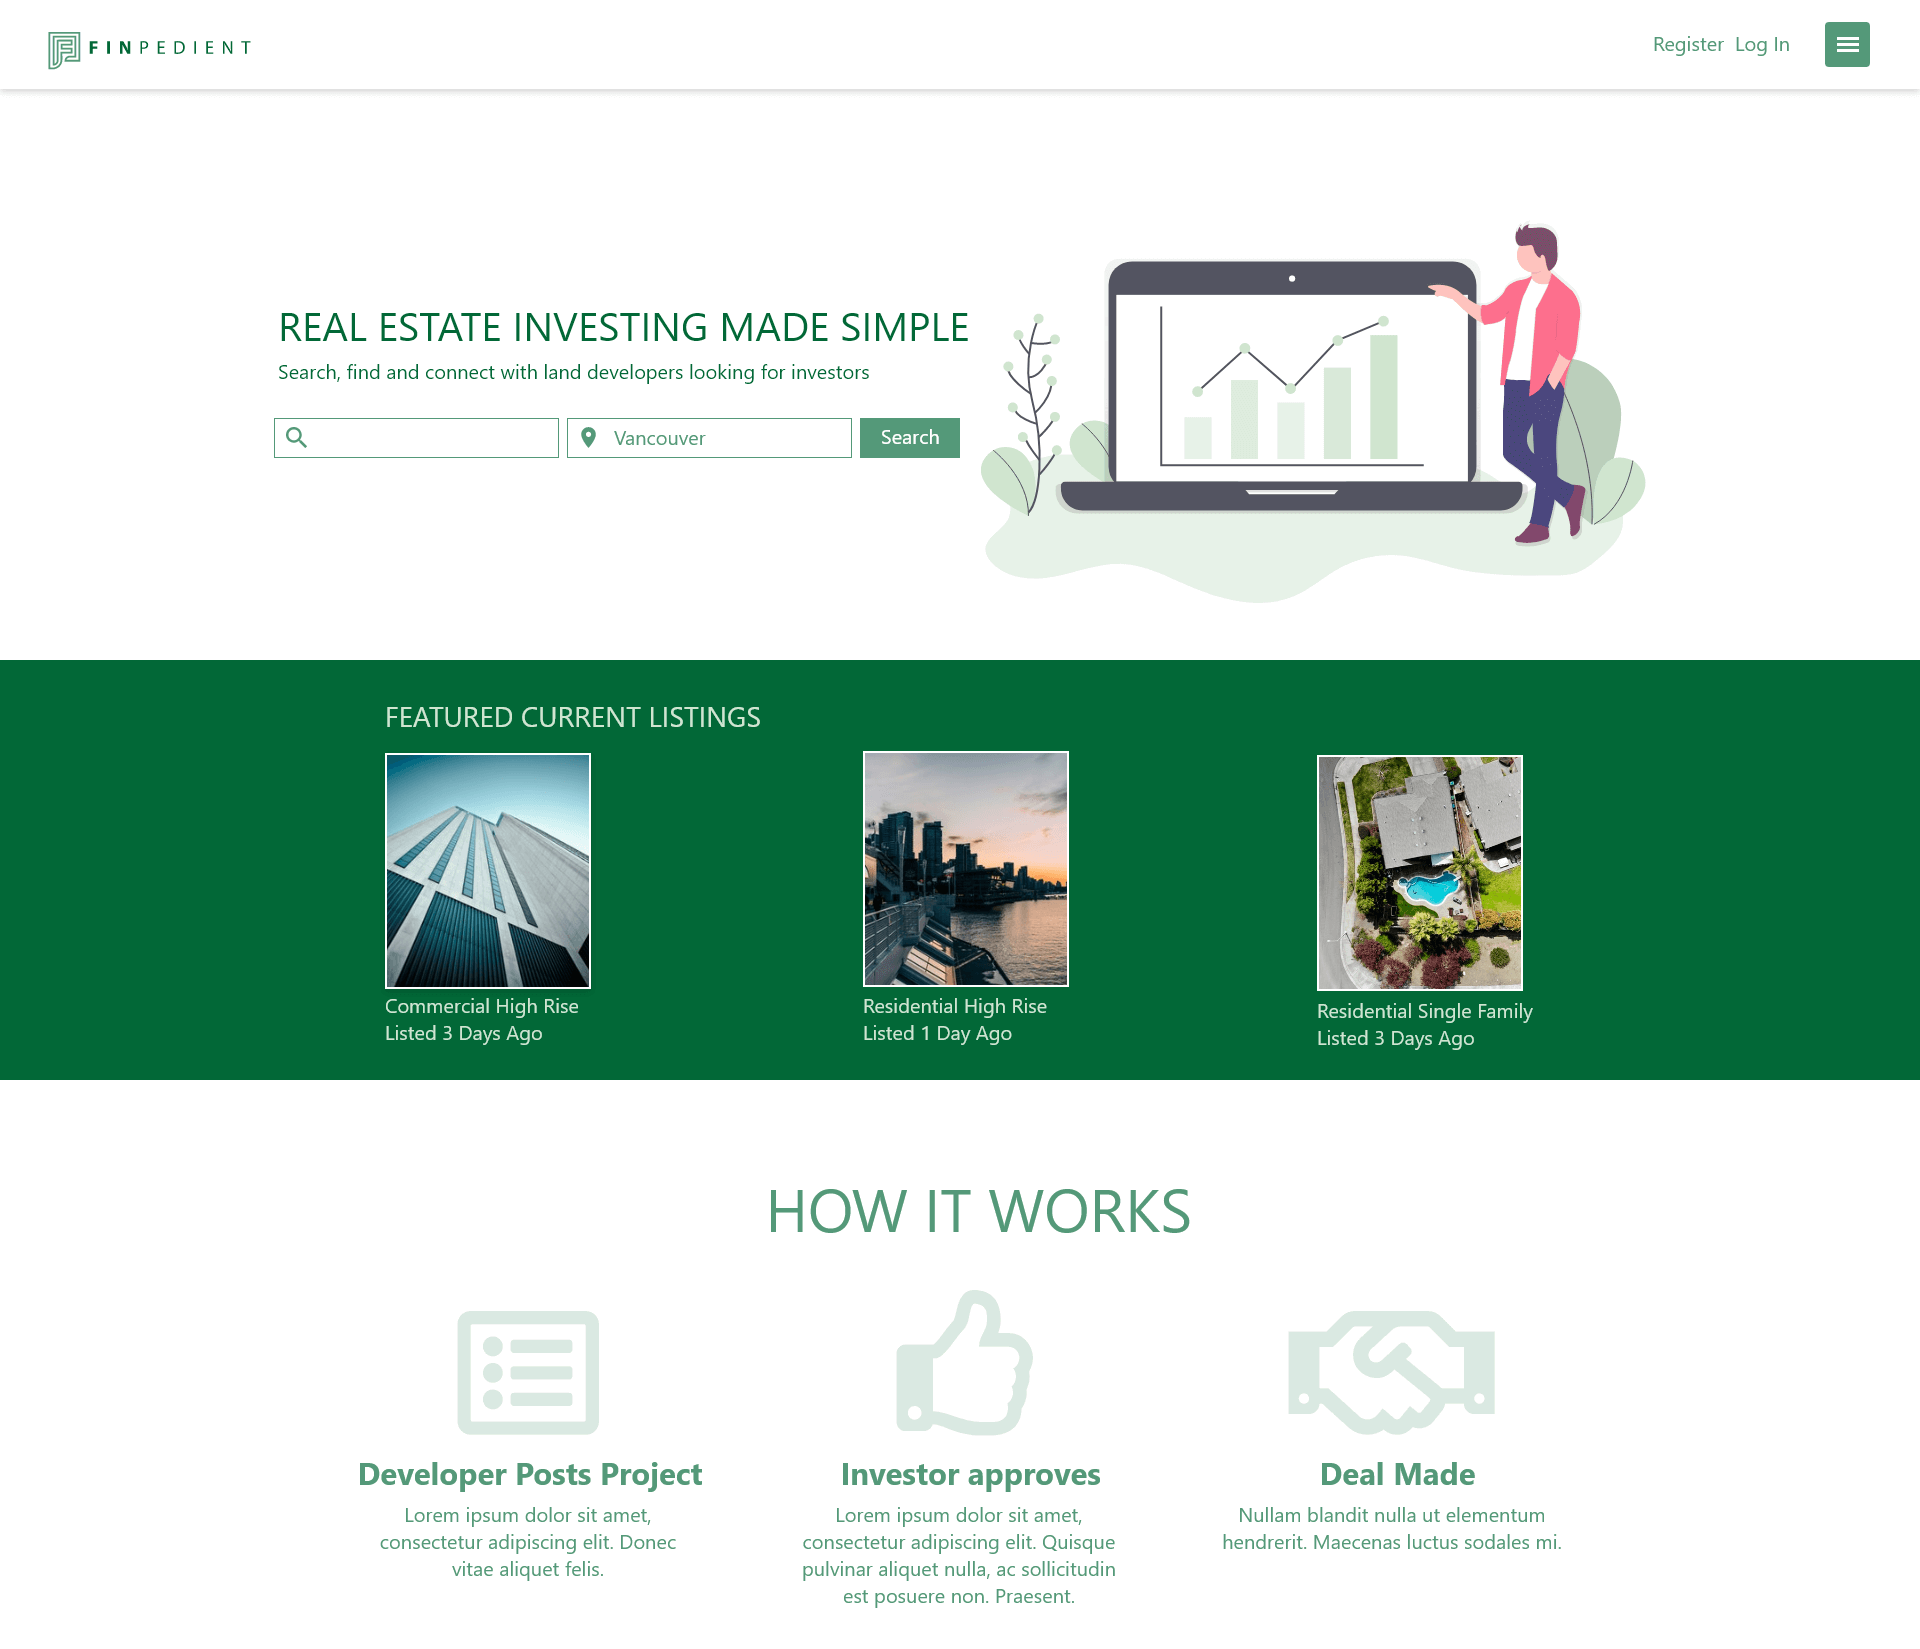 FINPEDIENT
Register Log In
REAL ESTATE INVESTING MADE SIMPLE
Search, find and connect with land developers looking for investors
Vancouver
Search
FEATURED CURRENT LISTINGS
Commercial High Rise
Listed 3 Days Ago
Residential High Rise
Listed 1 Day Ago
Residential Single Family
Listed 3 Days Ago
HOW IT WORKS
Developer Posts Project
Lorem ipsum dolor sit amet,
consectetur adipiscing elit. Donec
vitae aliquet felis.
Investor approves
Lorem ipsum dolor sit amet,
consectetur adipiscing elit. Quisque
pulvinar aliquet nulla, ac sollicitudin
est posuere non. Praesent.
Deal Made
Nullam blandit nulla ut elementum
hendrerit. Maecenas luctus sodales mi.